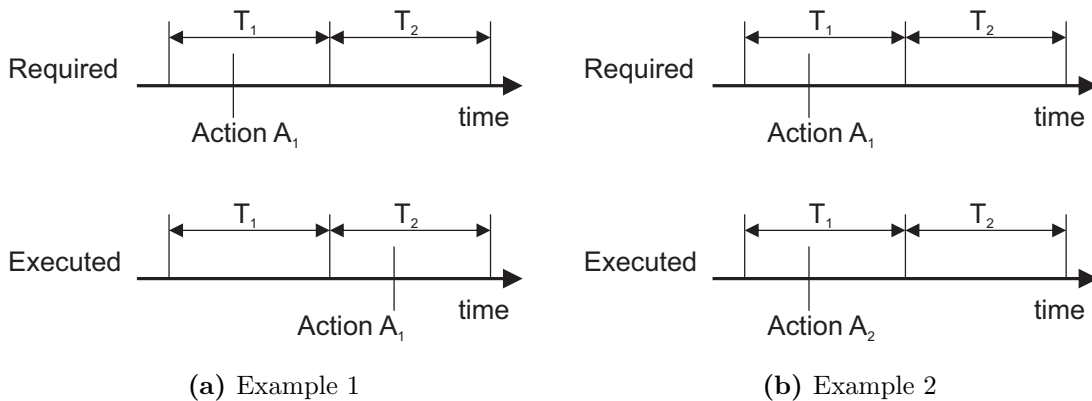 T₁ T₂
Required
time
Action A₁
T₁ T₂
Executed
time
Action A₁
(a) Example 1
T₁ T₂
Required
time
Action A₁
T₁ T₂
Executed
time
Action A₂
(b) Example 2